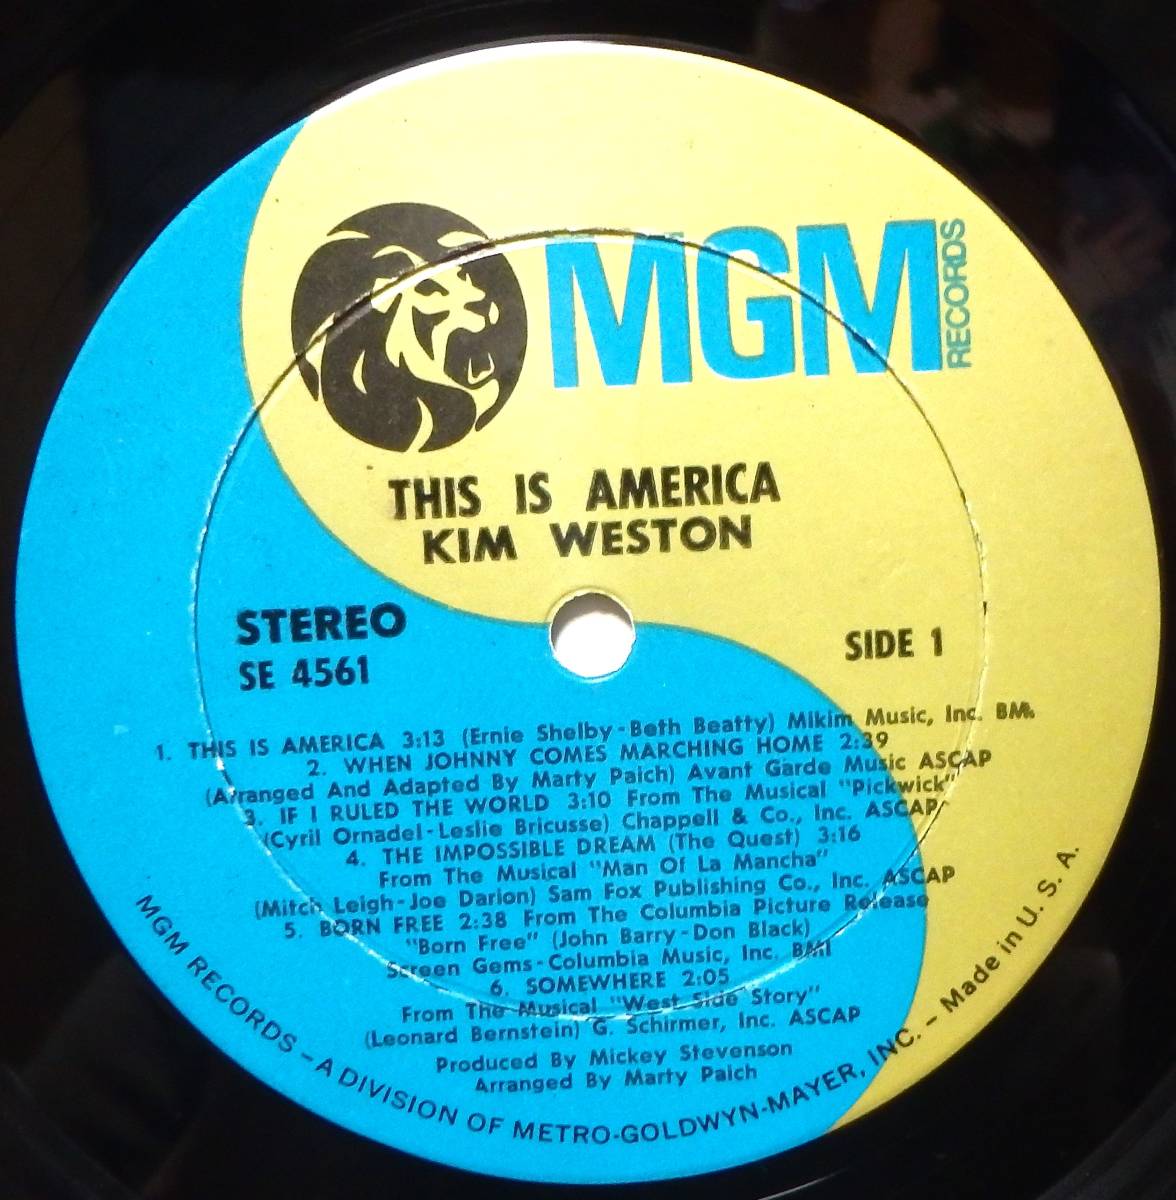 MGM
RECORDS
THIS IS AMERICA
KIM WESTON
STEREO
SE 4561
SIDE 1
1. THIS IS AMERICA 3:13 (Ernie Shelby-Beth Beatty) Mikim Music, Inc. BMI
2. WHEN JOHNNY COMES MARCHING HOME 2:39
(Arranged And Adapted By Marty Paich) Avant Garde Music ASCAP
3. IF I RULED THE WORLD 3:10 From The Musical "Pickwick"
(Cyril Ornadel-Leslie Bricusse) Chappell & Co., Inc. ASCAP
4. THE IMPOSSIBLE DREAM (The Quest) 3:16
From The Musical "Man Of La Mancha"
(Mitch Leigh-Joe Darion) Sam Fox Publishing Co., Inc. ASCAP
5. BORN FREE 2:38 From The Columbia Picture Release
"Born Free" (John Barry-Don Black)
Screen Gems-Columbia Music, Inc. BMI
6. SOMEWHERE 2:05
From The Musical "West Side Story"
(Leonard Bernstein) G. Schirmer, Inc. ASCAP
Produced By Mickey Stevenson
Arranged By Marty Paich
MGM RECORDS – A DIVISION OF METRO-GOLDWYN-MAYER, INC. – Made in U. S. A.